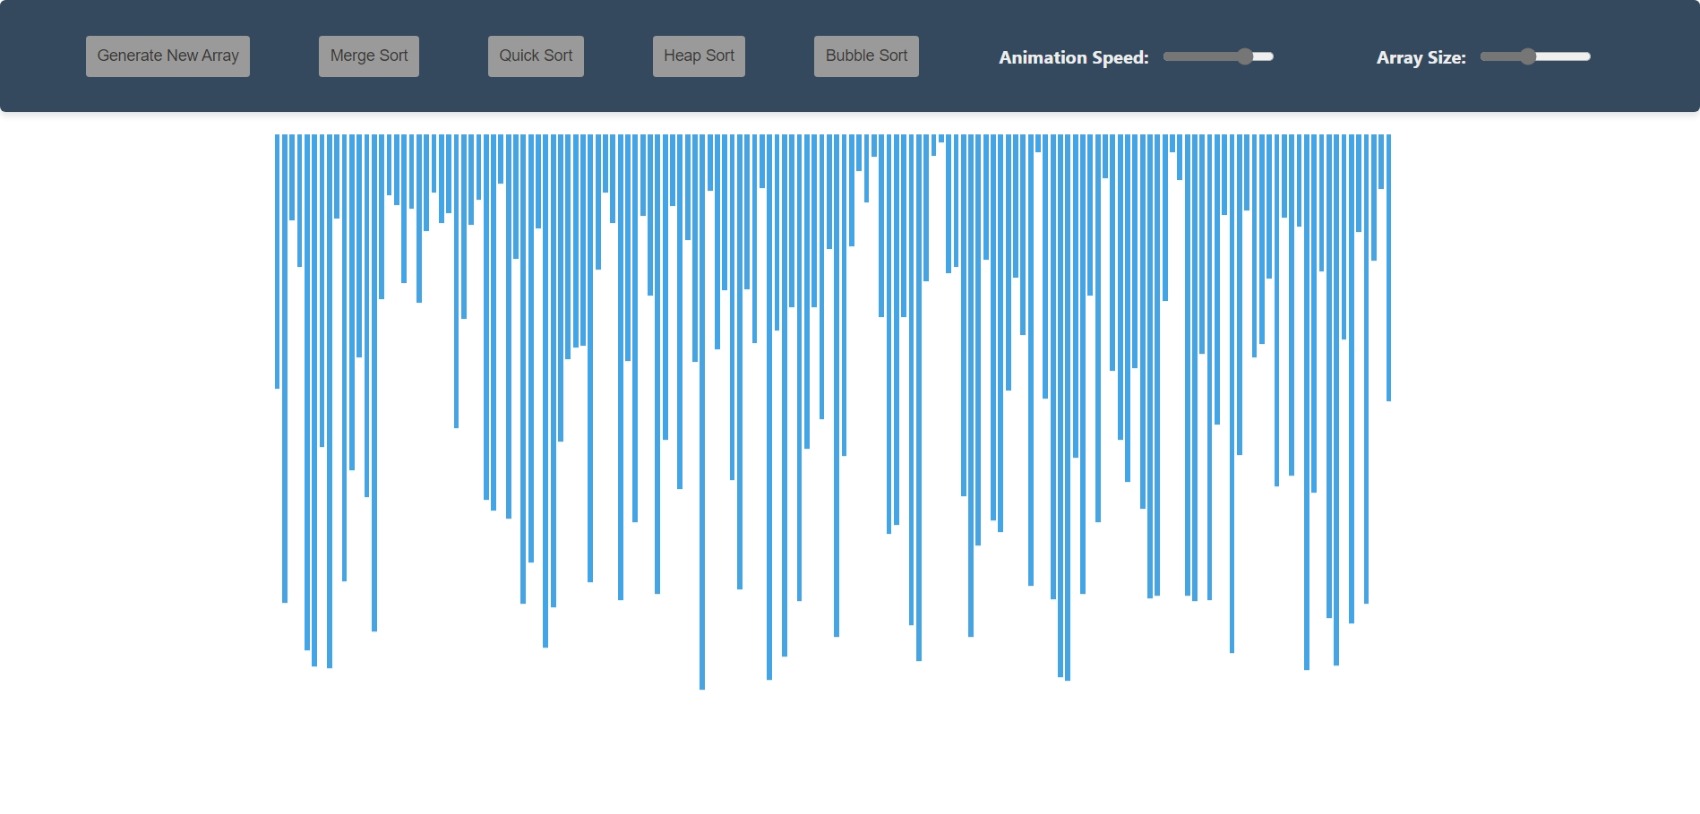 Generate New Array
Merge Sort
Quick Sort
Heap Sort
Bubble Sort
Animation Speed:
Array Size: